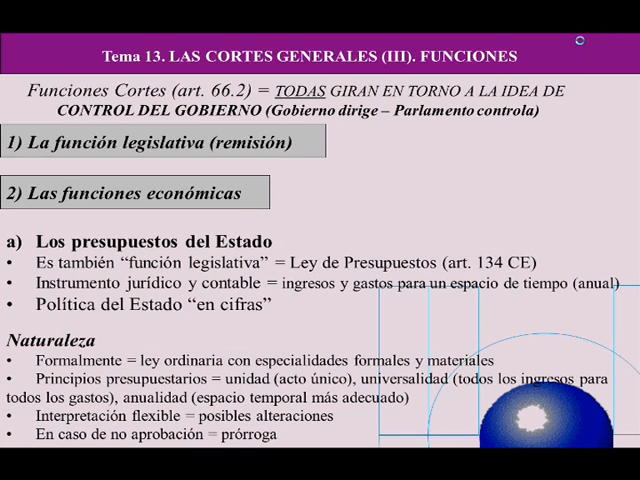 Tema 13. LAS CORTES GENERALES (III). FUNCIONES
Funciones Cortes (art. 66.2) = TODAS GIRAN EN TORNO A LA IDEA DE
CONTROL DEL GOBIERNO (Gobierno dirige – Parlamento controla)
1) La función legislativa (remisión)
2) Las funciones económicas
a) Los presupuestos del Estado
• Es también “función legislativa” = Ley de Presupuestos (art. 134 CE)
• Instrumento jurídico y contable = ingresos y gastos para un espacio de tiempo (anual)
• Política del Estado “en cifras”
Naturaleza
• Formalmente = ley ordinaria con especialidades formales y materiales
• Principios presupuestarios = unidad (acto único), universalidad (todos los ingresos para
todos los gastos), anualidad (espacio temporal más adecuado)
• Interpretación flexible = posibles alteraciones
• En caso de no aprobación = prórroga